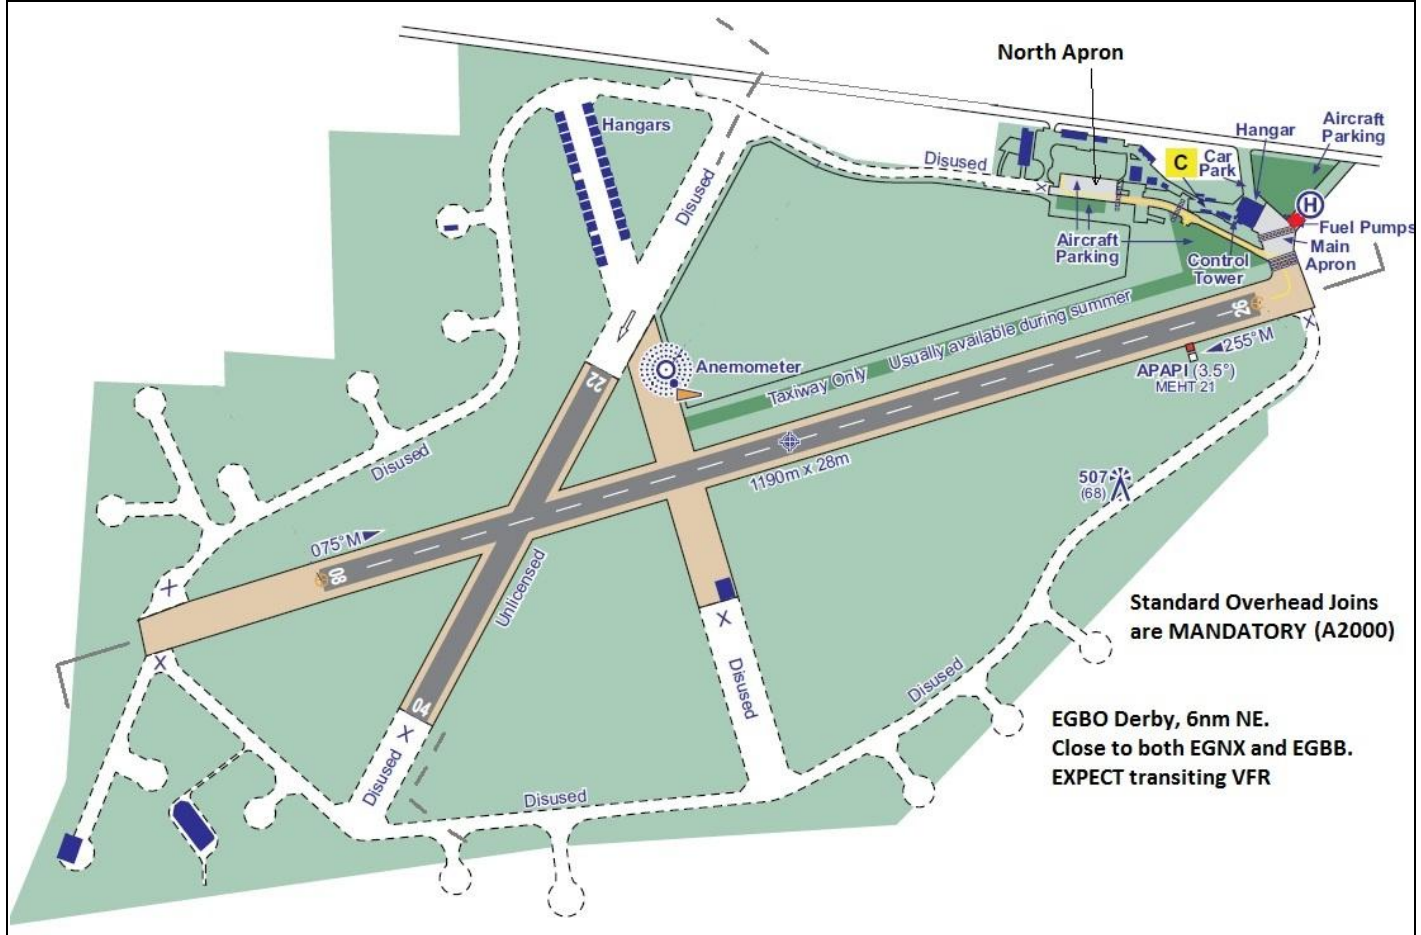 North Apron
Hangars
Disused
C
Car
Park
Hangar
Aircraft
Parking
H
Fuel Pumps
Main
Apron
Disused
Aircraft
Parking
Control
Tower
26
255°M
APAPI (3.5°)
MEHT 21
Usually available during summer
Taxiway Only
Anemometer
22
Disused
1190m x 28m
507
(68)
075°M
08
Unlicensed
X
X
X
X
X
X
04
Disused
Disused
Disused
Disused
Disused
Standard Overhead Joins
are MANDATORY (A2000)
EGBO Derby, 6nm NE.
Close to both EGNX and EGBB.
EXPECT transiting VFR